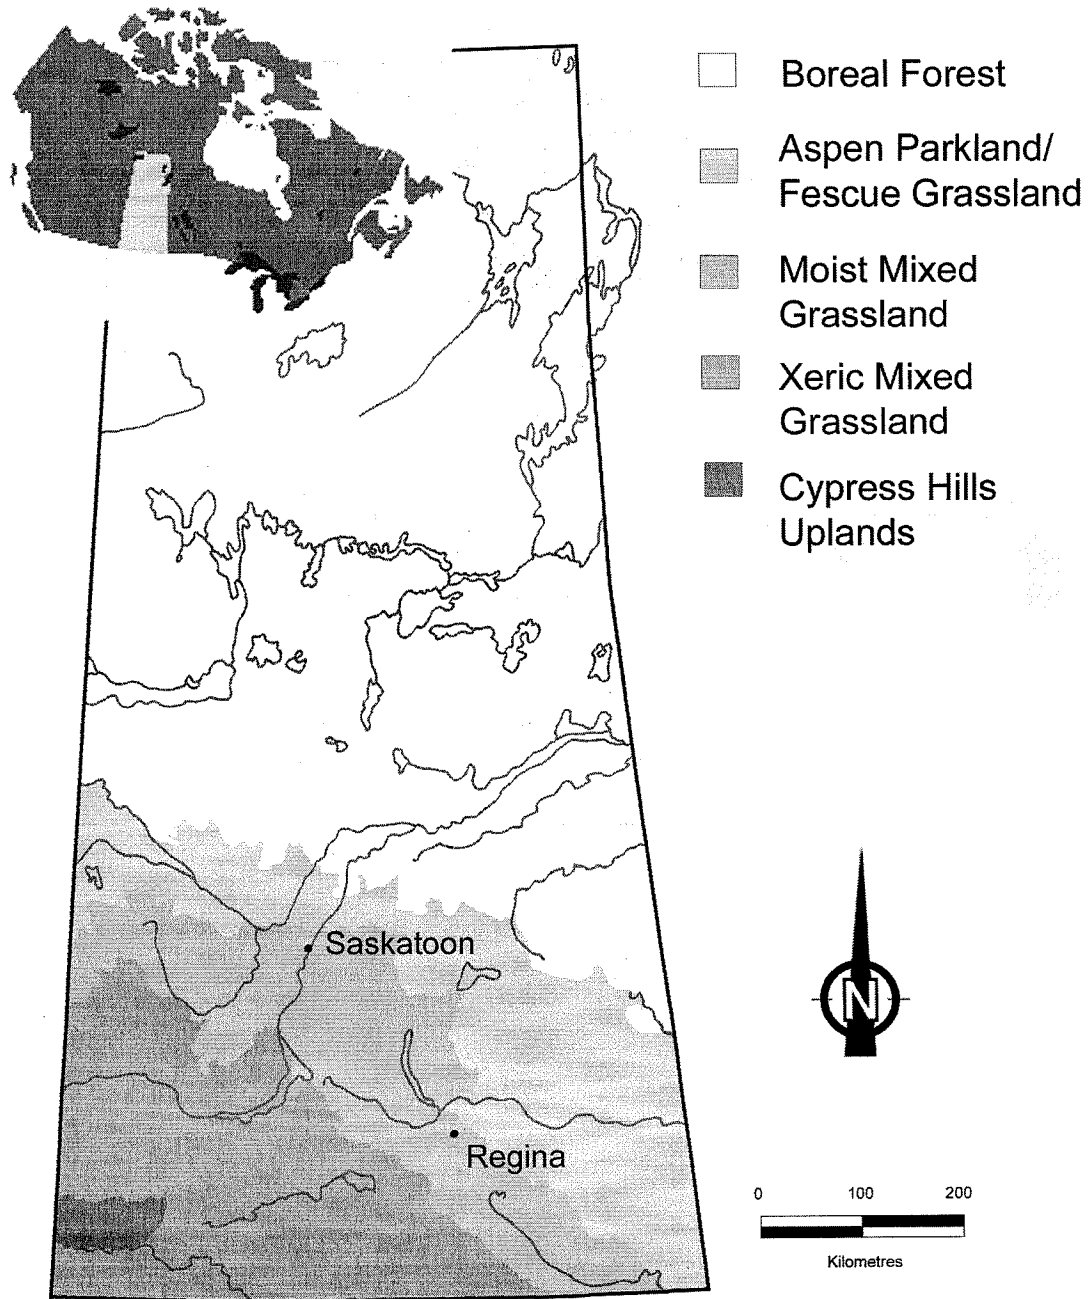 Boreal Forest
Aspen Parkland/
Fescue Grassland
Moist Mixed
Grassland
Xeric Mixed
Grassland
Cypress Hills
Uplands
Saskatoon
Regina
N
0 100 200
Kilometres